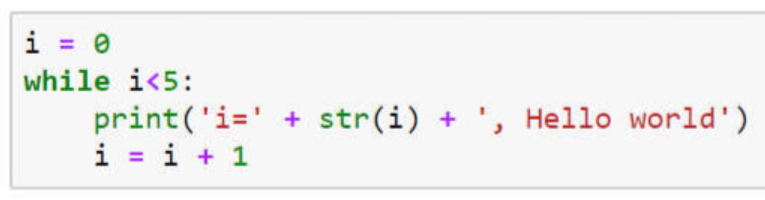 i = 0
while i<5:
    print('i=' + str(i) + ', Hello world')
    i = i + 1